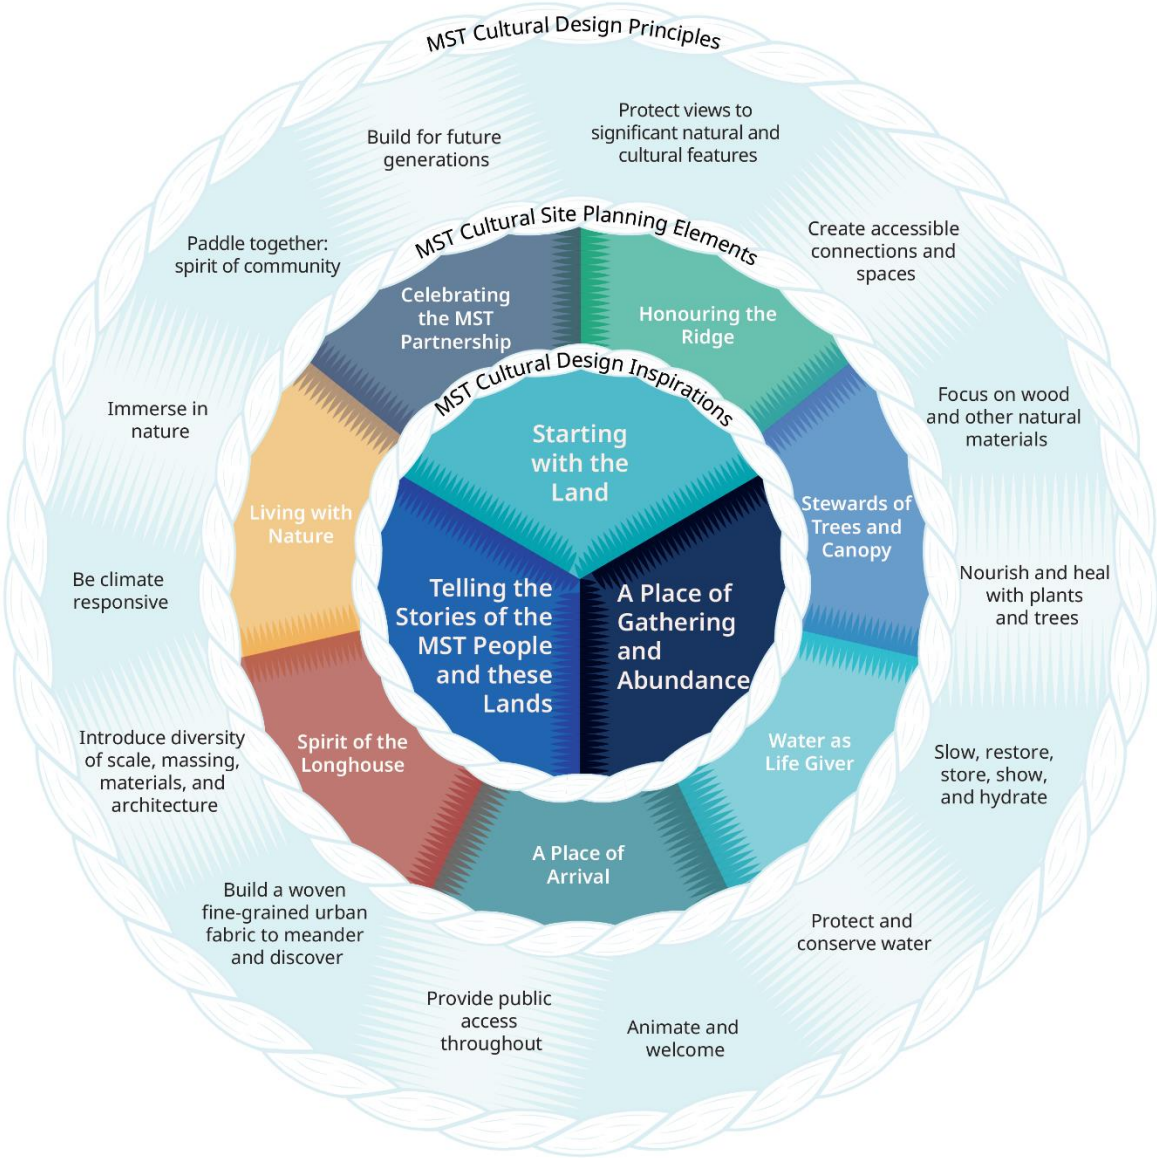 MST Cultural Design Principles
Protect views to
significant natural and
cultural features
Create accessible
connections and
spaces
Focus on wood
and other natural
materials
Nourish and heal
with plants
and trees
Slow, restore,
store, show,
and hydrate
Protect and
conserve water
Animate and
welcome
Provide public
access
throughout
Build a woven
fine-grained urban
fabric to meander
and discover
Introduce diversity
of scale, massing,
materials, and
architecture
Be climate
responsive
Immerse in
nature
Paddle together:
spirit of community
Build for future
generations
MST Cultural Site Planning Elements
Honouring the
Ridge
Stewards of
Trees and
Canopy
Water as
Life Giver
A Place of
Arrival
Spirit of the
Longhouse
Living with
Nature
Celebrating
the MST
Partnership
MST Cultural Design Inspirations
Starting
with the
Land
A Place of
Gathering
and
Abundance
Telling the
Stories of the
MST People
and these
Lands